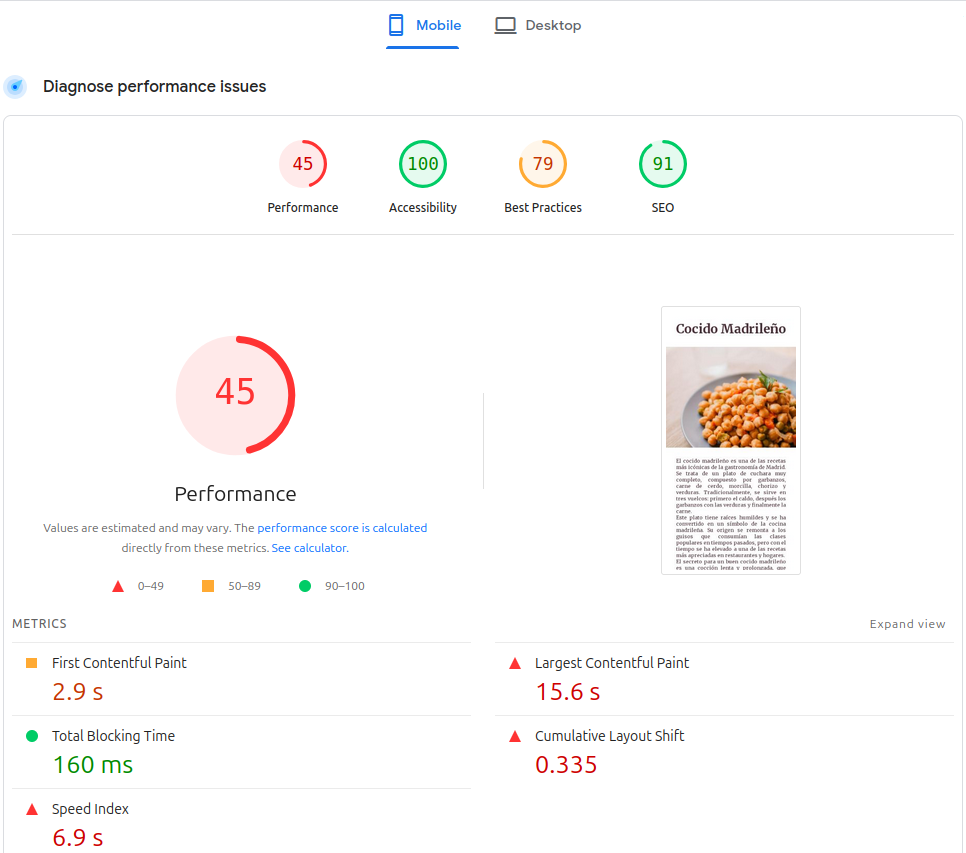 Mobile
Desktop
Diagnose performance issues
45
100
79
91
Performance
Accessibility
Best Practices
SEO
45
Performance
Values are estimated and may vary. The performance score is calculated
directly from these metrics. See calculator.
0–49
50–89
90–100
Cocido Madrileño
El cocido madrileño es una de las recetas
más icónicas de la gastronomía de Madrid.
Se trata de un plato de cuchara muy
completo, compuesto por garbanzos,
carne de cerdo, morcilla, chorizo y
verduras. Tradicionalmente, se sirve en
tres vuelcos: primero el caldo, después los
garbanzos con las verduras y finalmente la
carne.
Este plato tiene raíces humildes y se ha
convertido en un símbolo de la cocina
madrileña. Su origen se remonta a los
guisos que consumían las clases
populares en tiempos pasados, pero con el
tiempo se ha elevado a una de las recetas
más apreciadas en restaurantes y hogares.
El secreto para un buen cocido madrileño
es una cocción lenta y prolongada, que
METRICS
Expand view
First Contentful Paint
2.9 s
Largest Contentful Paint
15.6 s
Total Blocking Time
160 ms
Cumulative Layout Shift
0.335
Speed Index
6.9 s